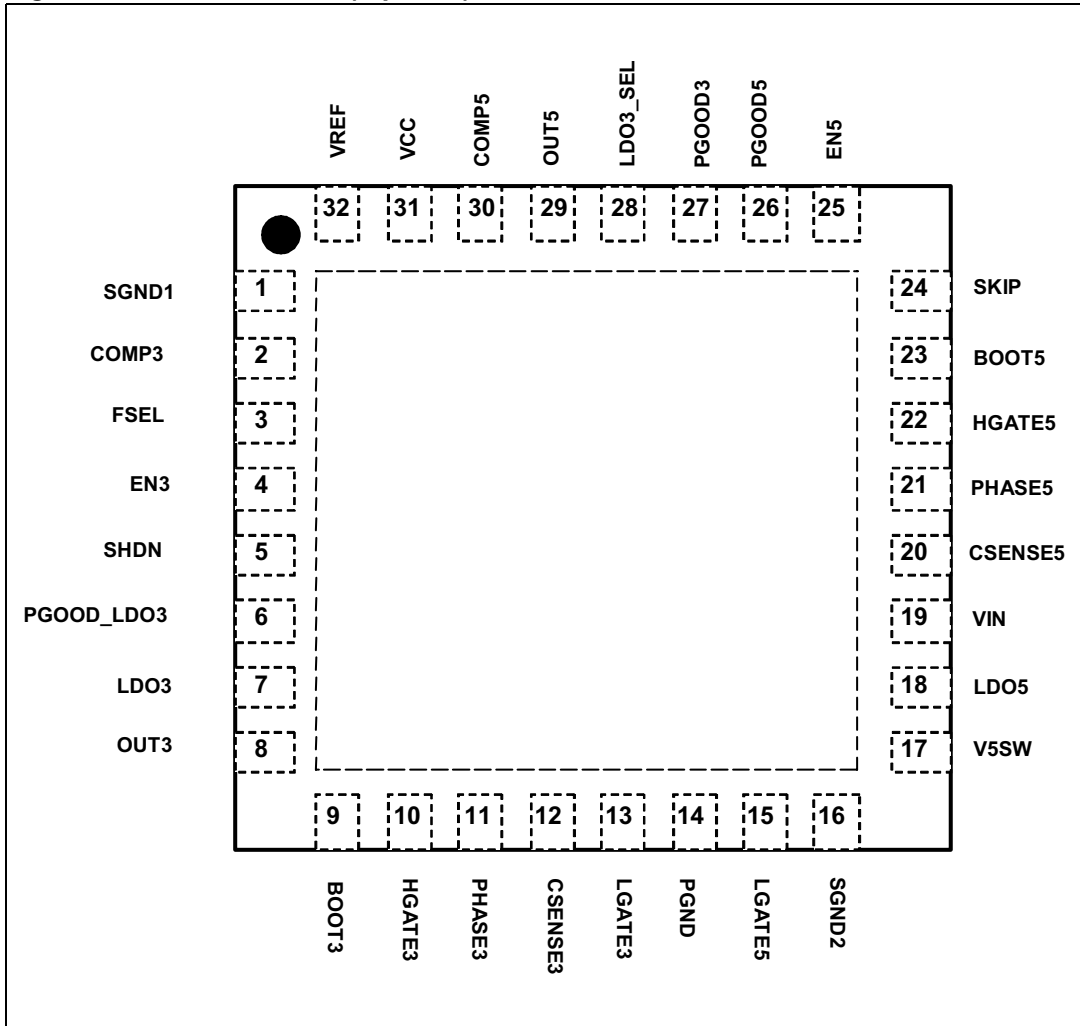 VREF
VCC
COMP5
OUT5
LDO3_SEL
PGOOD3
PGOOD5
EN5
32 31 30 29 28 27 26 25
SGND1 1
COMP3 2
FSEL 3
EN3 4
SHDN 5
PGOOD_LDO3 6
LDO3 7
OUT3 8
24 SKIP
23 BOOT5
22 HGATE5
21 PHASE5
20 CSENSE5
19 VIN
18 LDO5
17 V5SW
9 10 11 12 13 14 15 16
BOOT3
HGATE3
PHASE3
CSENSE3
LGATE3
PGND
LGATE5
SGND2